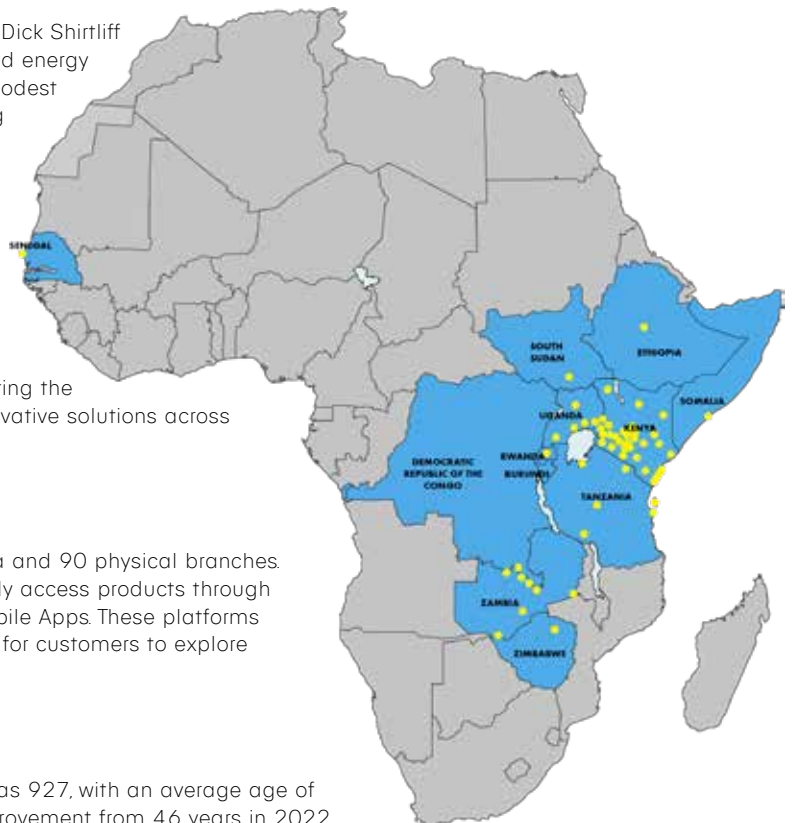 Dick Shirtliff
d energy
odest
g
ring the
vative solutions across
a and 90 physical branches.
ly access products through
bile Apps. These platforms
for customers to explore
as 927, with an average age of
provement from 46 years in 2022
SENEGAL
SOUTH
SUDAN
ETHIOPIA
SOMALIA
UGANDA
KENYA
RWANDA
BURUNDI
DEMOCRATIC
REPUBLIC OF THE
CONGO
TANZANIA
ZAMBIA
ZIMBABWE